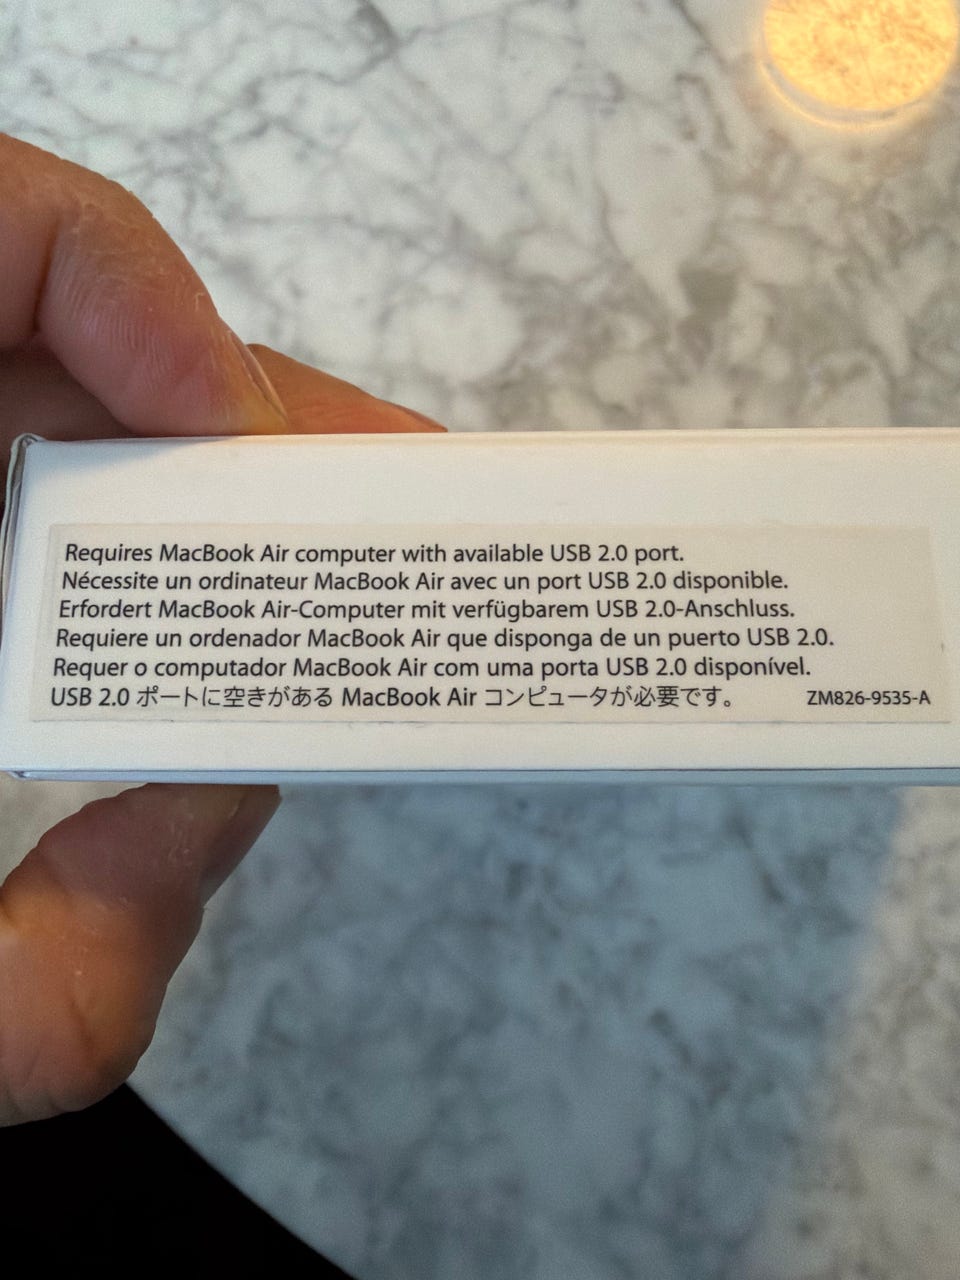 Requires MacBook Air computer with available USB 2.0 port.
Nécessite un ordinateur MacBook Air avec un port USB 2.0 disponible.
Erfordert MacBook Air-Computer mit verfügbarem USB 2.0-Anschluss.
Requiere un ordenador MacBook Air que disponga de un puerto USB 2.0.
Requer o computador MacBook Air com uma porta USB 2.0 disponível.
USB 2.0 ポートに空きがある MacBook Air コンピュータが必要です。 ZM826-9535-A